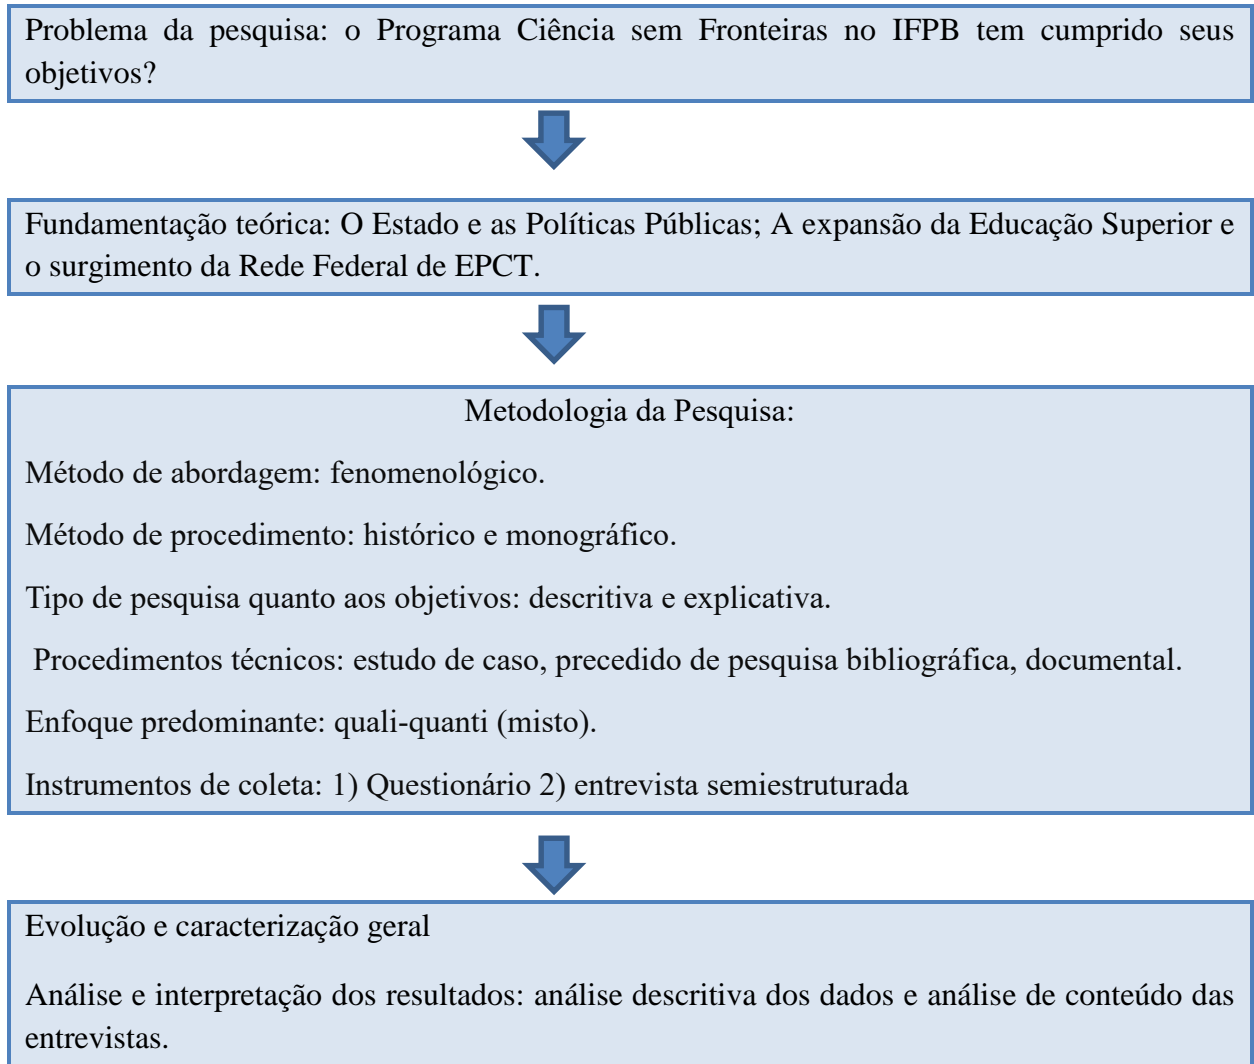 Problema da pesquisa: o Programa Ciência sem Fronteiras no IFPB tem cumprido seus
objetivos?
Fundamentação teórica: O Estado e as Políticas Públicas; A expansão da Educação Superior e
o surgimento da Rede Federal de EPCT.
Metodologia da Pesquisa:
Método de abordagem: fenomenológico.
Método de procedimento: histórico e monográfico.
Tipo de pesquisa quanto aos objetivos: descritiva e explicativa.
Procedimentos técnicos: estudo de caso, precedido de pesquisa bibliográfica, documental.
Enfoque predominante: quali-quanti (misto).
Instrumentos de coleta: 1) Questionário 2) entrevista semiestruturada
Evolução e caracterização geral
Análise e interpretação dos resultados: análise descritiva dos dados e análise de conteúdo das
entrevistas.